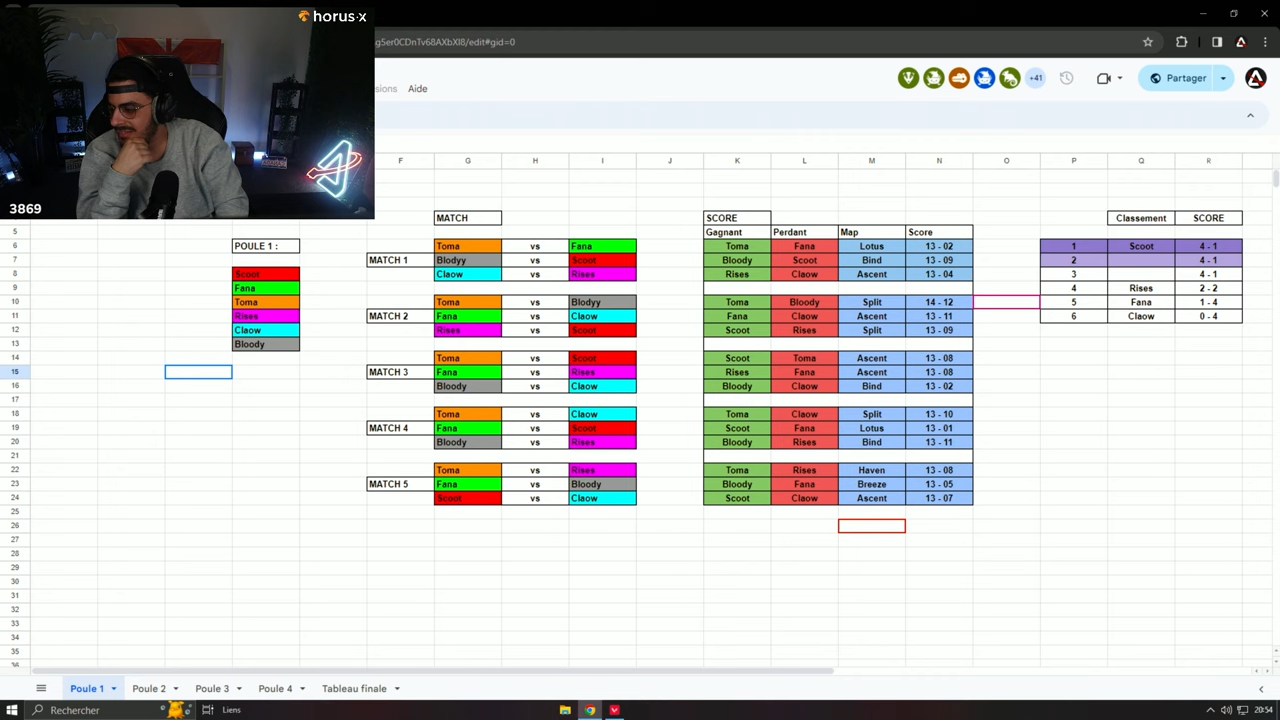 horus·x
g5er0CDnTv68AXbXI8/edit#gid=0
sions Aide
+41
Partager
3869
F G H I J K L M N O P Q R
MATCH SCORE Classement SCORE
5 Gagnant Perdant Map Score
6 POULE 1 : Toma vs Fana Toma Fana Lotus 13 - 02 1 Scoot 4 - 1
7 MATCH 1 Blodyy vs Scoot Bloody Scoot Bind 13 - 09 2 4 - 1
8 Scoot Claow vs Rises Rises Claow Ascent 13 - 04 3 4 - 1
9 Fana 4 Rises 2 - 2
10 Toma Toma vs Blodyy Toma Bloody Split 14 - 12 5 Fana 1 - 4
11 Rises MATCH 2 Fana vs Claow Fana Claow Ascent 13 - 11 6 Claow 0 - 4
12 Claow Rises vs Scoot Scoot Rises Split 13 - 09
13 Bloody
14 Toma vs Scoot Scoot Toma Ascent 13 - 08
15 MATCH 3 Fana vs Rises Rises Fana Ascent 13 - 08
16 Bloody vs Claow Bloody Claow Bind 13 - 02
17
18 Toma vs Claow Toma Claow Split 13 - 10
19 MATCH 4 Fana vs Scoot Scoot Fana Lotus 13 - 01
20 Bloody vs Rises Bloody Rises Bind 13 - 11
21
22 Toma vs Rises Toma Rises Haven 13 - 08
23 MATCH 5 Fana vs Bloody Bloody Fana Breeze 13 - 05
24 Scoot vs Claow Scoot Claow Ascent 13 - 07
25
26
27
28
29
30
31
32
33
34
35
36
Poule 1 Poule 2 Poule 3 Poule 4 Tableau finale
Rechercher Liens 20:54